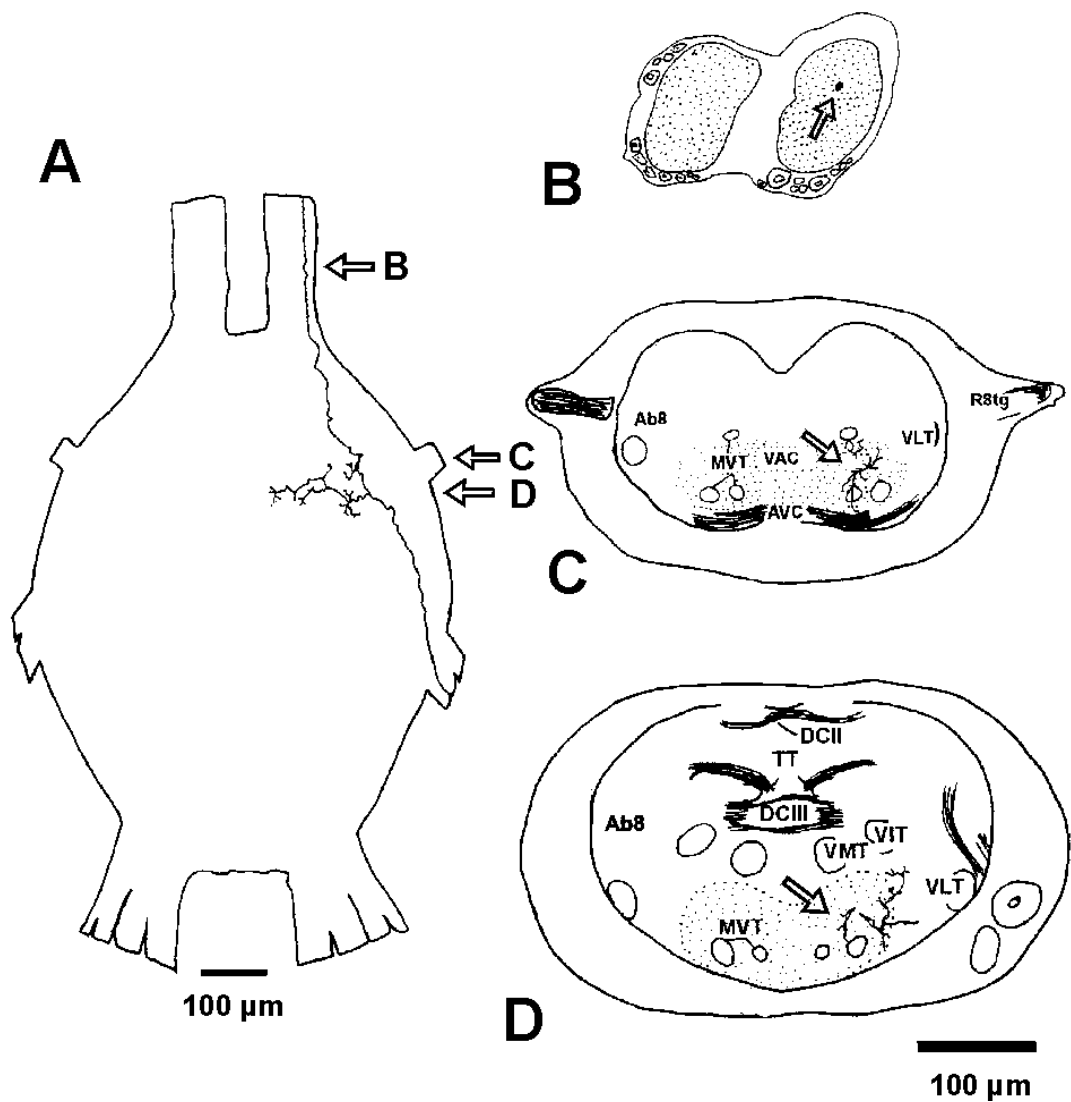 A
B
C
D
100 µm
B
C
Ab8
MVT
VAC
AVC
VLT
R8tg
D
DCII
TT
DCIII
Ab8
VMT
VIT
VLT
MVT
100 µm